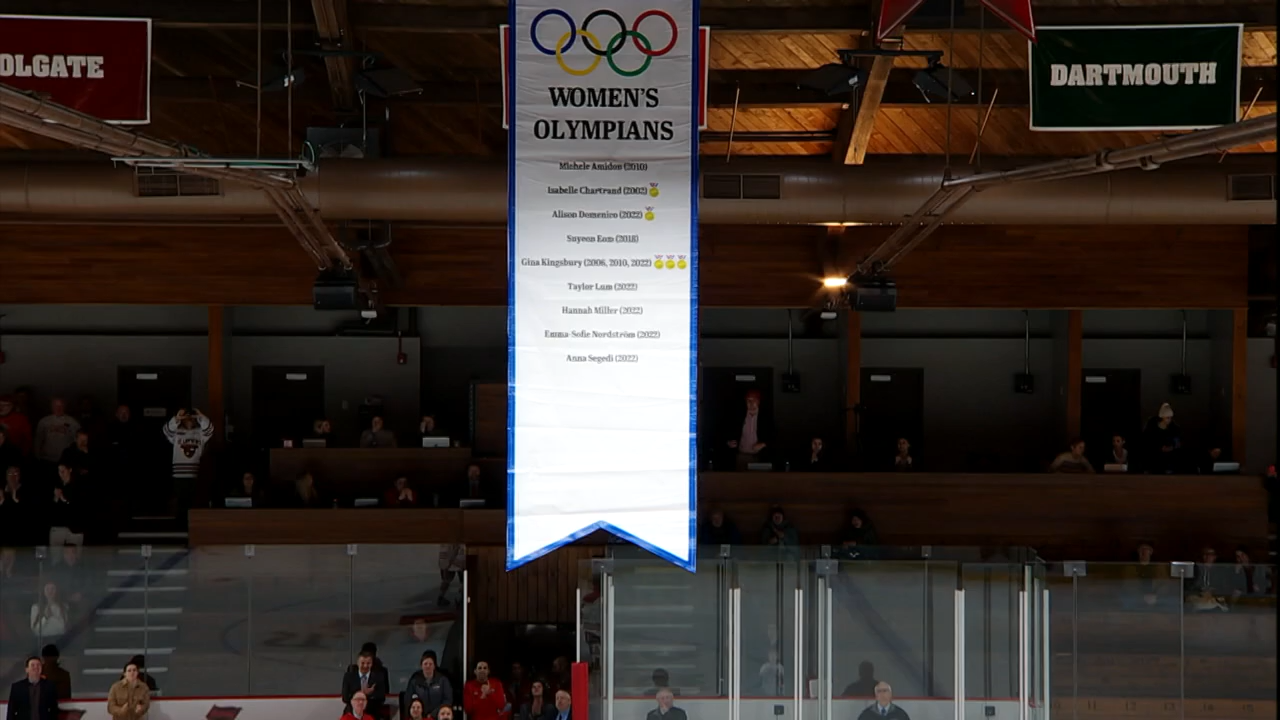 OLGATE
WOMEN'S
OLYMPIANS
DARTMOUTH
Michele Amidon (2010)
Isabelle Chartrand (2002)
Alison Domenico (2022)
Suyeon Eom (2018)
Gina Kingsbury (2006, 2010, 2022)
Taylor Lum (2022)
Hannah Miller (2022)
Emma-Sofie Nordström (2022)
Anna Segedi (2022)